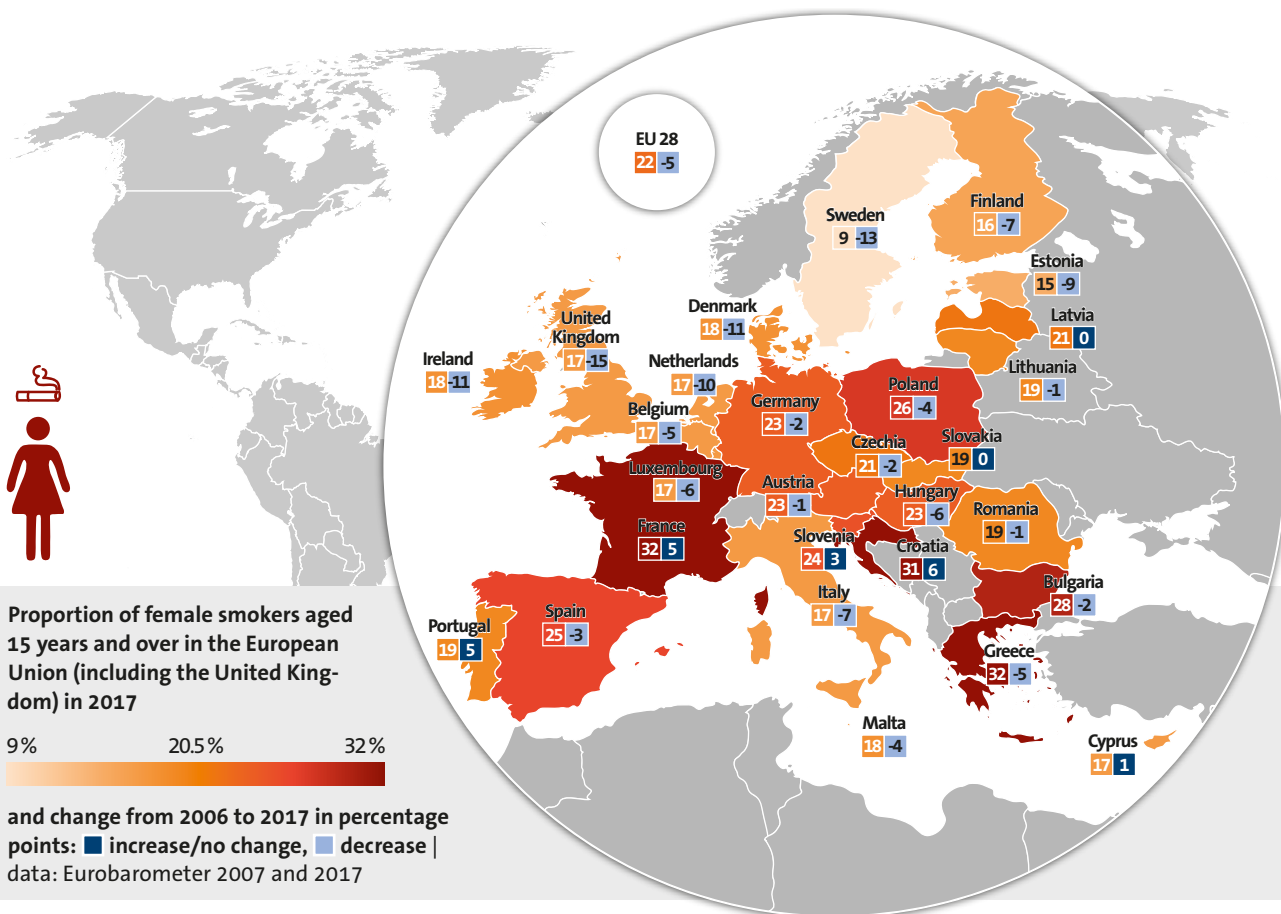 EU 28
22 -5
Sweden
9 -13
Finland
16 -7
Estonia
15 -9
Latvia
21 0
Lithuania
19 -1
Denmark
18 -11
United
Kingdom
17 -15
Ireland
18 -11
Netherlands
17 -10
Belgium
17 -5
Germany
23 -2
Poland
26 -4
Czechia
21 -2
Slovakia
19 0
Luxembourg
17 -6
Austria
23 -1
Hungary
23 -6
Romania
19 -1
France
32 5
Slovenia
24 3
Croatia
31 6
Italy
17 -7
Bulgaria
28 -2
Portugal
19 5
Spain
25 -3
Greece
32 -5
Malta
18 -4
Cyprus
17 1
Proportion of female smokers aged
15 years and over in the European
Union (including the United King-
dom) in 2017
9 % 20.5 % 32 %
and change from 2006 to 2017 in percentage
points: increase/no change, decrease |
data: Eurobarometer 2007 and 2017